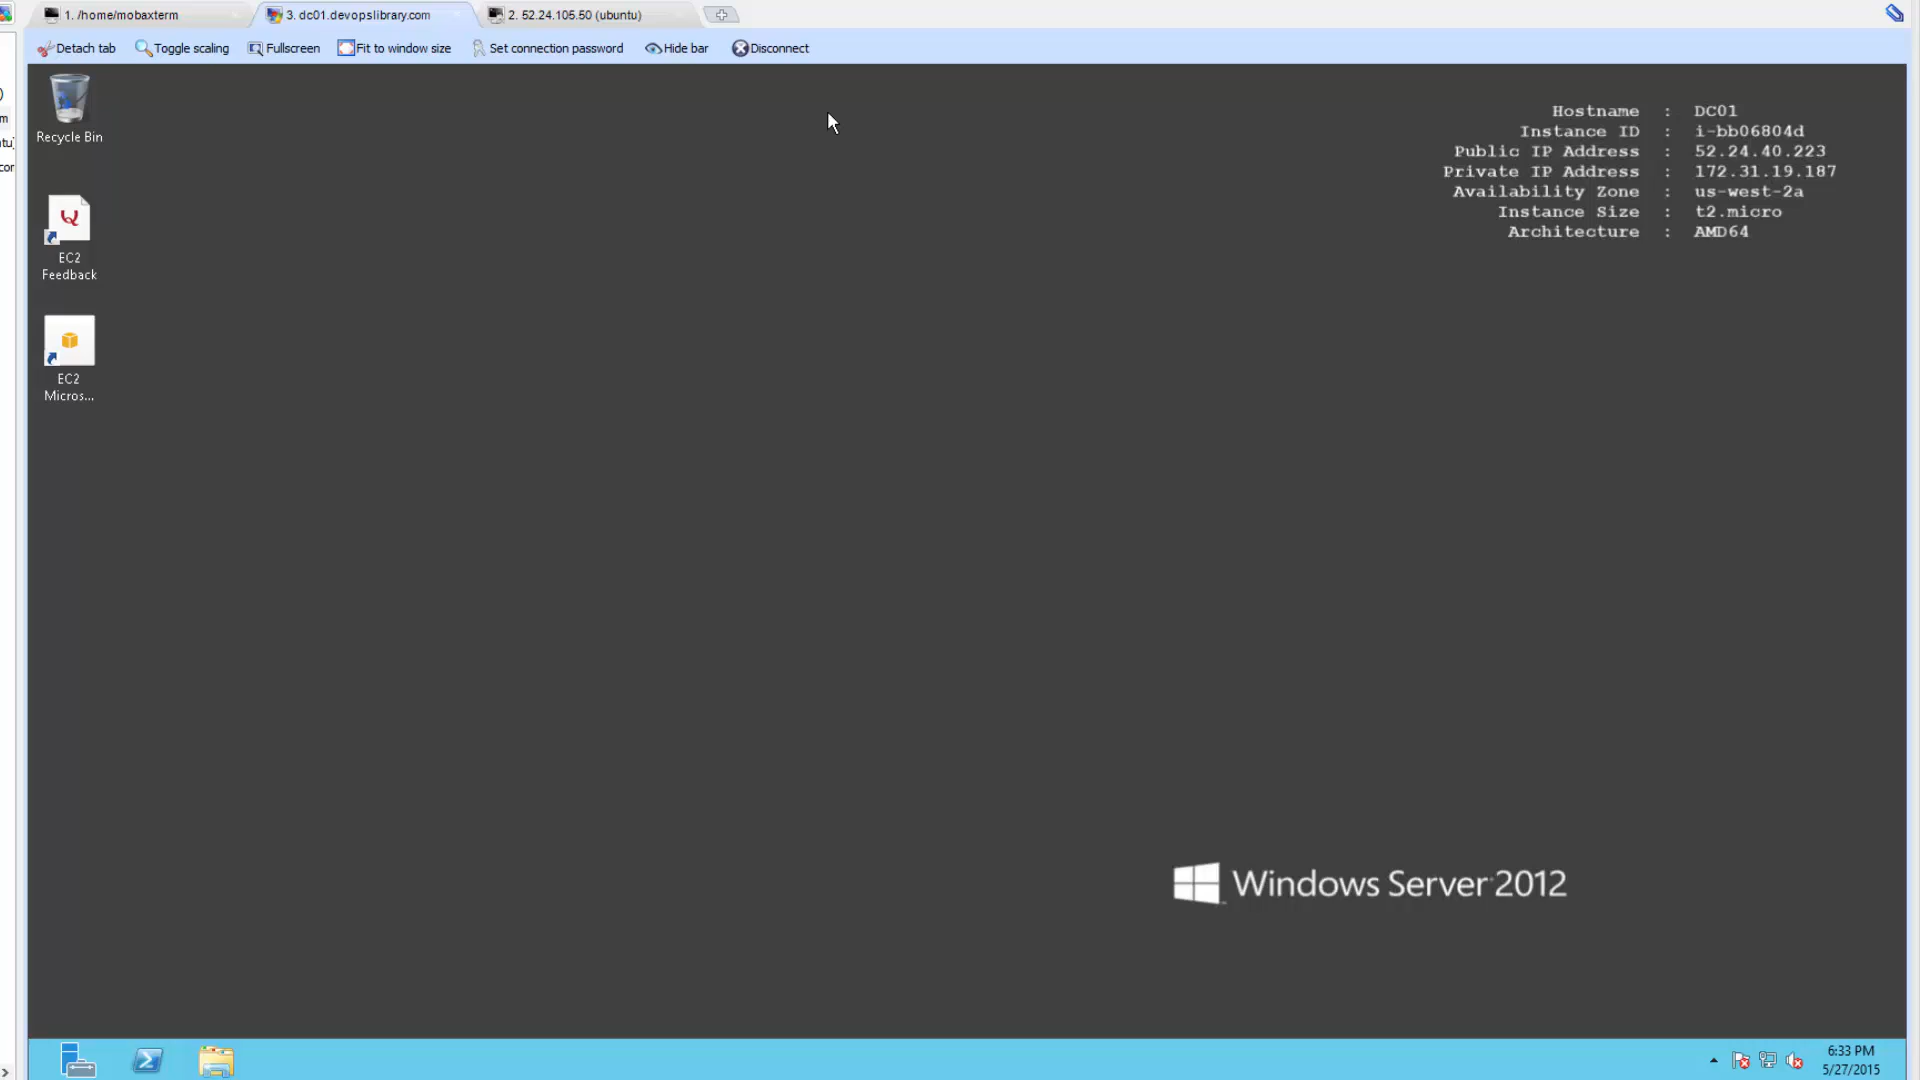 1. /home/mobaxterm
3. dc01.devopslibrary.com
2. 52.24.105.50 (ubuntu)
Detach tab
Toggle scaling
Fullscreen
Fit to window size
Set connection password
Hide bar
Disconnect
)
m
tu)
cor
Recycle Bin
EC2
Feedback
EC2
Micros...
Hostname : DC01
Instance ID : i-bb06804d
Public IP Address : 52.24.40.223
Private IP Address : 172.31.19.187
Availability Zone : us-west-2a
Instance Size : t2.micro
Architecture : AMD64
Windows Server 2012
6:33 PM
5/27/2015